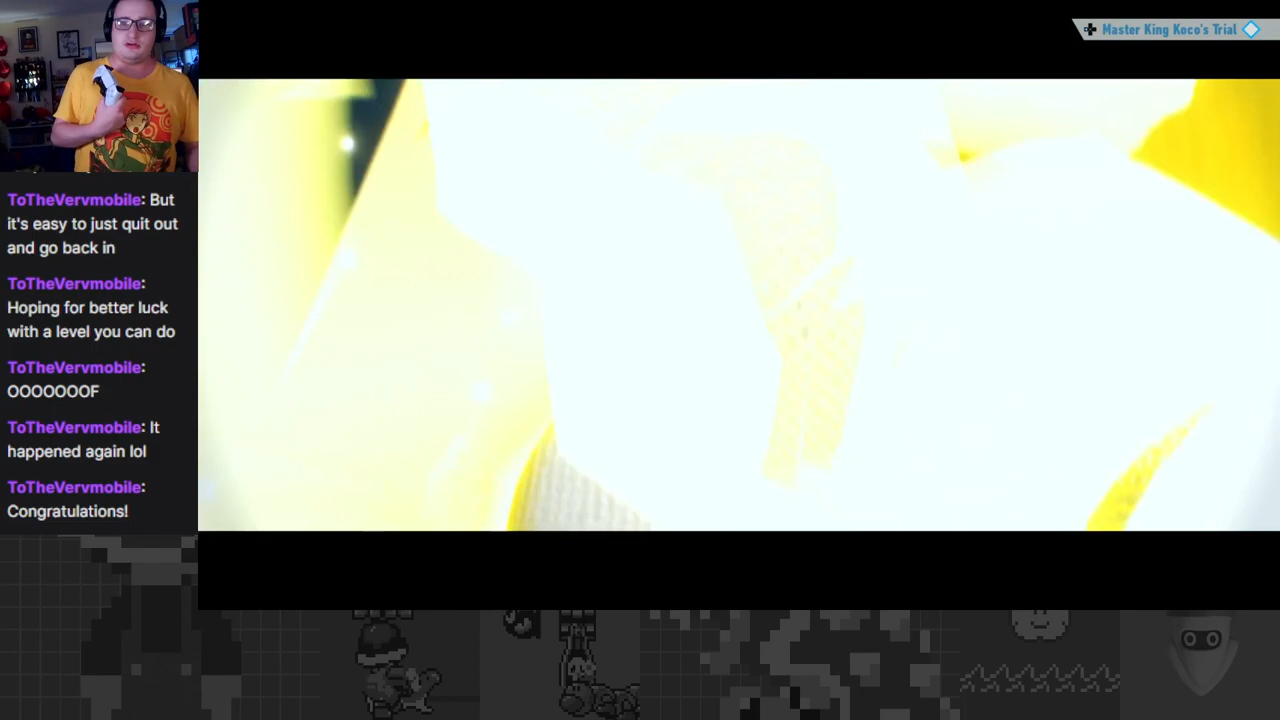 Master King Koco's Trial
ToTheVervmobile: But
it's easy to just quit out
and go back in
ToTheVervmobile:
Hoping for better luck
with a level you can do
ToTheVervmobile:
OOOOOOOF
ToTheVervmobile: It
happened again lol
ToTheVervmobile:
Congratulations!